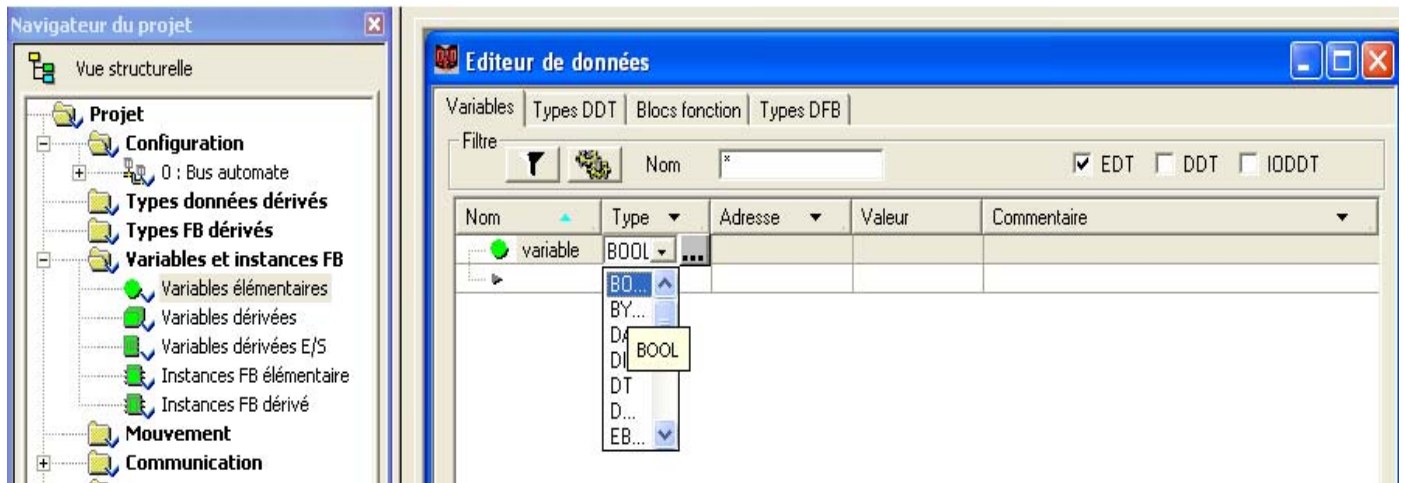 Navigateur du projet
Vue structurelle
Projet
Configuration
0 : Bus automate
Types données dérivés
Types FB dérivés
Variables et instances FB
Variables élémentaires
Variables dérivées
Variables dérivées E/S
Instances FB élémentaire
Instances FB dérivé
Mouvement
Communication
Editeur de données
Variables Types DDT Blocs fonction Types DFB
Filtre
Nom * EDT DDT IODDT
Nom Type Adresse Valeur Commentaire
variable BOOL ...
BO...
BY...
DA
DI
BOOL
DT
D...
EB...